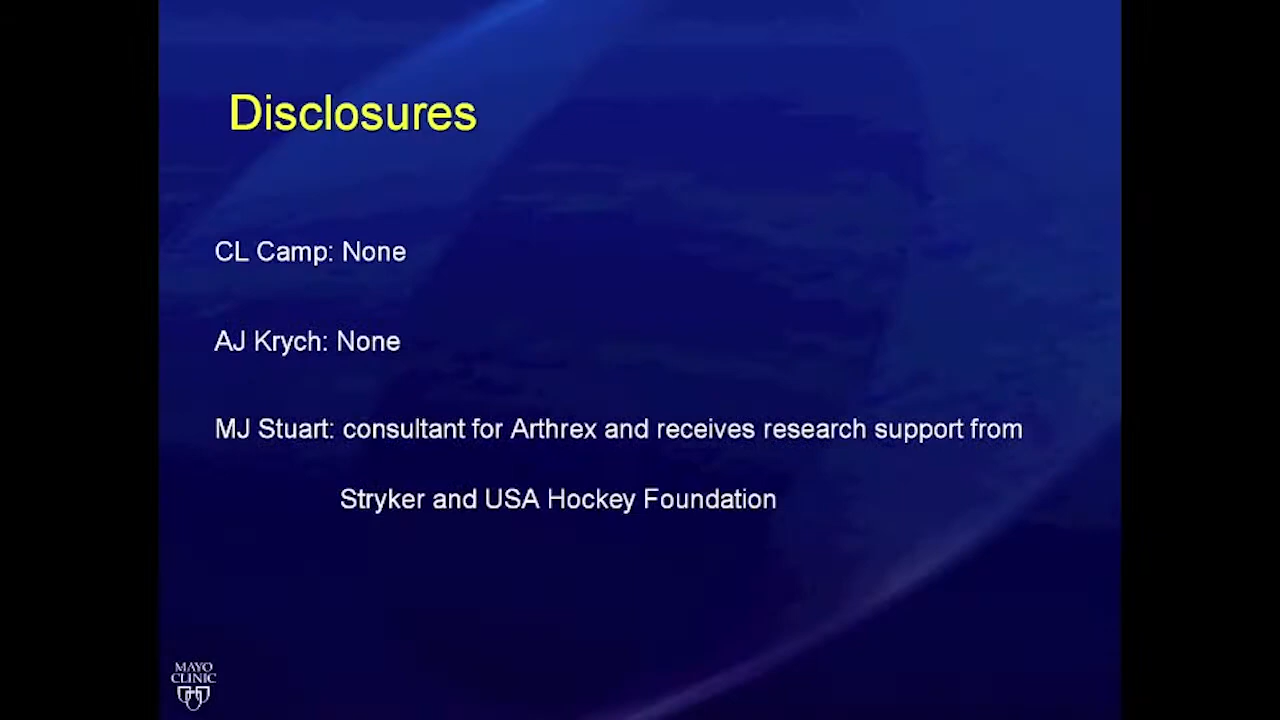 Disclosures
CL Camp: None
AJ Krych: None
MJ Stuart: consultant for Arthrex and receives research support from
Stryker and USA Hockey Foundation
MAYO
CLINIC